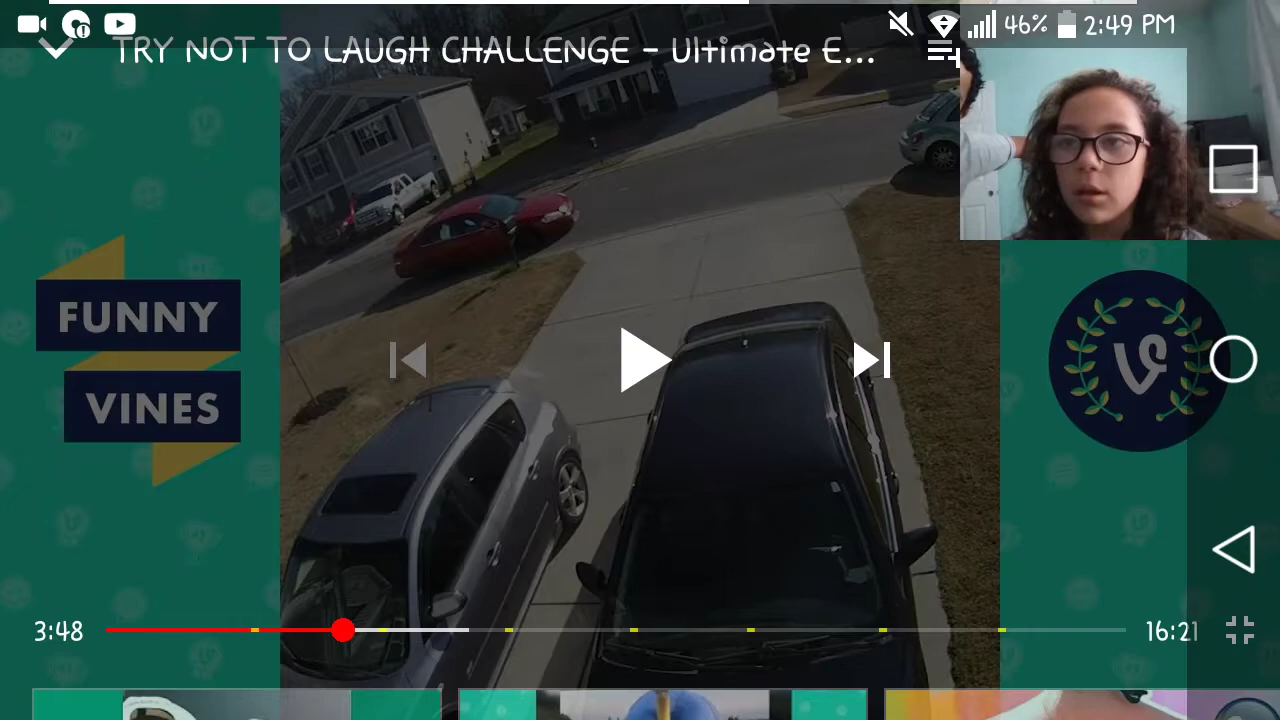 46% 2:49 PM
TRY NOT TO LAUGH CHALLENGE - Ultimate E...
FUNNY
VINES
3:48
16:21